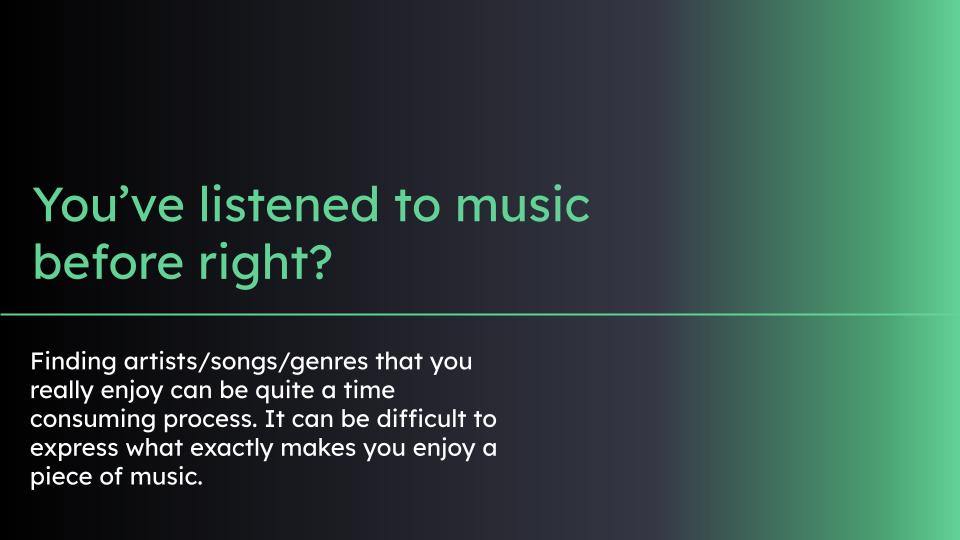 You’ve listened to music
before right?
Finding artists/songs/genres that you
really enjoy can be quite a time
consuming process. It can be difficult to
express what exactly makes you enjoy a
piece of music.